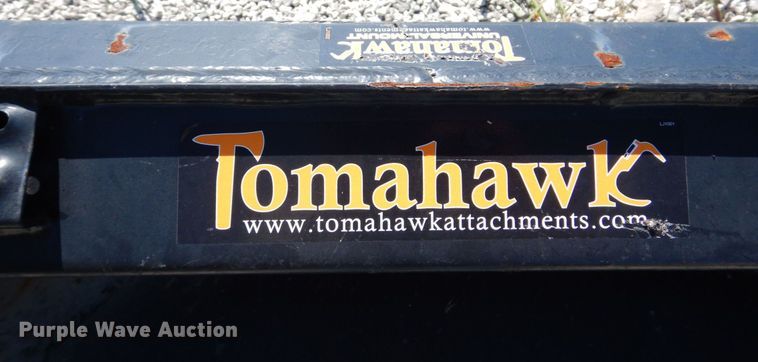 Tomahawk
UNIVERSAL MOUNT
www.tomahawkattachments.com
Tomahawk
www.tomahawkattachments.com
Purple Wave Auction